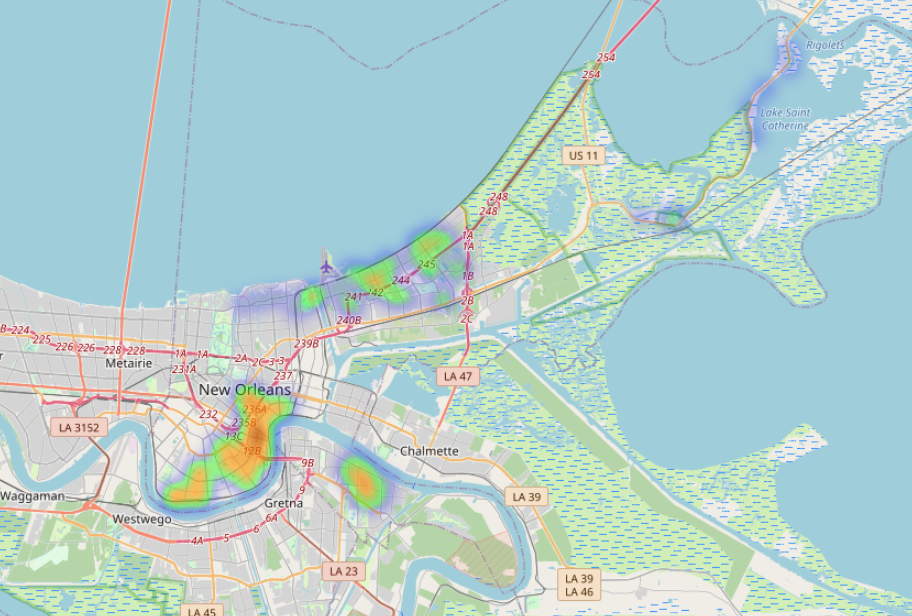 254
Rigolets
254
Lake Saint
Catherine
US 11
248
248
1A
1A
245
1B
244
242
241
2B
2C
240B
B 224
225
226
226
228
228
1A
1A
2A
2C
3
3
239B
231A
237
Metairie
New Orleans
LA 47
232
236A
235B
13C
12B
LA 3152
9B
Chalmette
9
Waggaman
Gretna
LA 39
Westwego
6A
6
5
4A
LA 23
LA 39
LA 46
LA 45